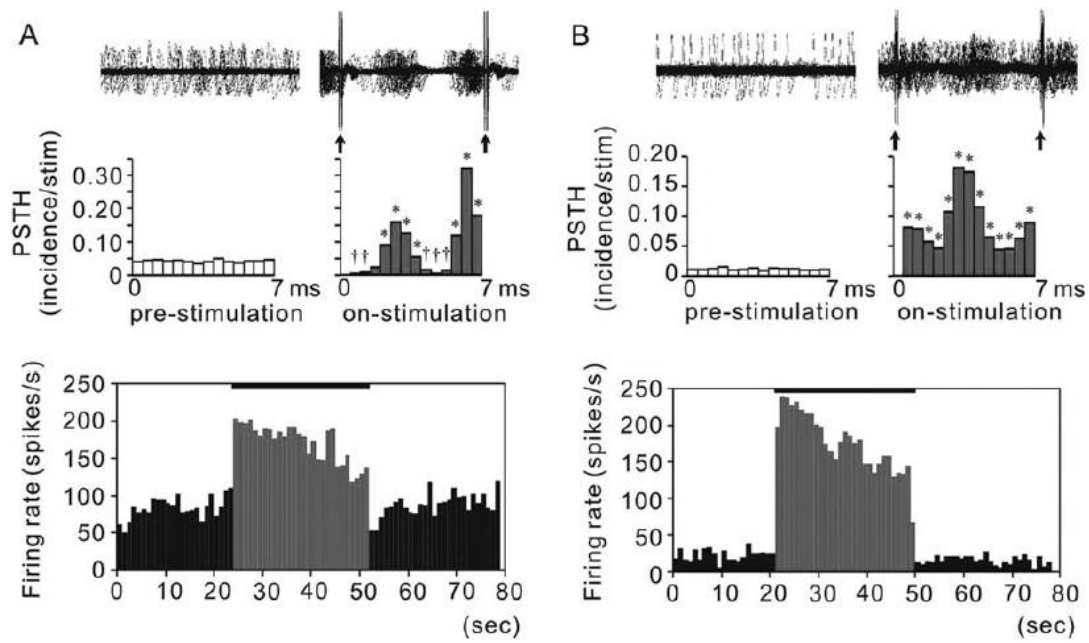 A
PSTH
(incidence/stim)
0.30
0.20
0.10
0
* * * * * * *
†† †††
0 7 ms
pre-stimulation
0 7 ms
on-stimulation
Firing rate (spikes/s)
250
200
150
100
50
0
0 10 20 30 40 50 60 70 80
(sec)
B
PSTH
(incidence/stim)
0.20
0.15
0.10
0.05
0
* * * * * * * * * * * * *
0 7 ms
pre-stimulation
0 7 ms
on-stimulation
Firing rate (spikes/s)
250
200
150
100
50
0
0 10 20 30 40 50 60 70 80
(sec)